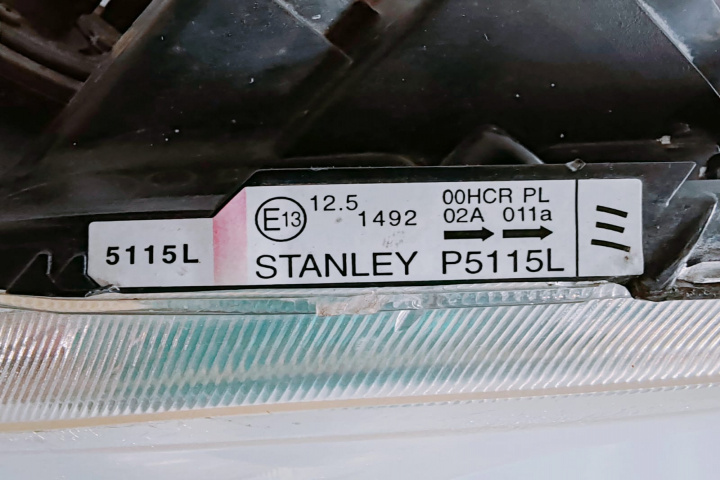 5115L
E13 12.5 1492
STANLEY
00HCR PL
02A 011a
P5115L